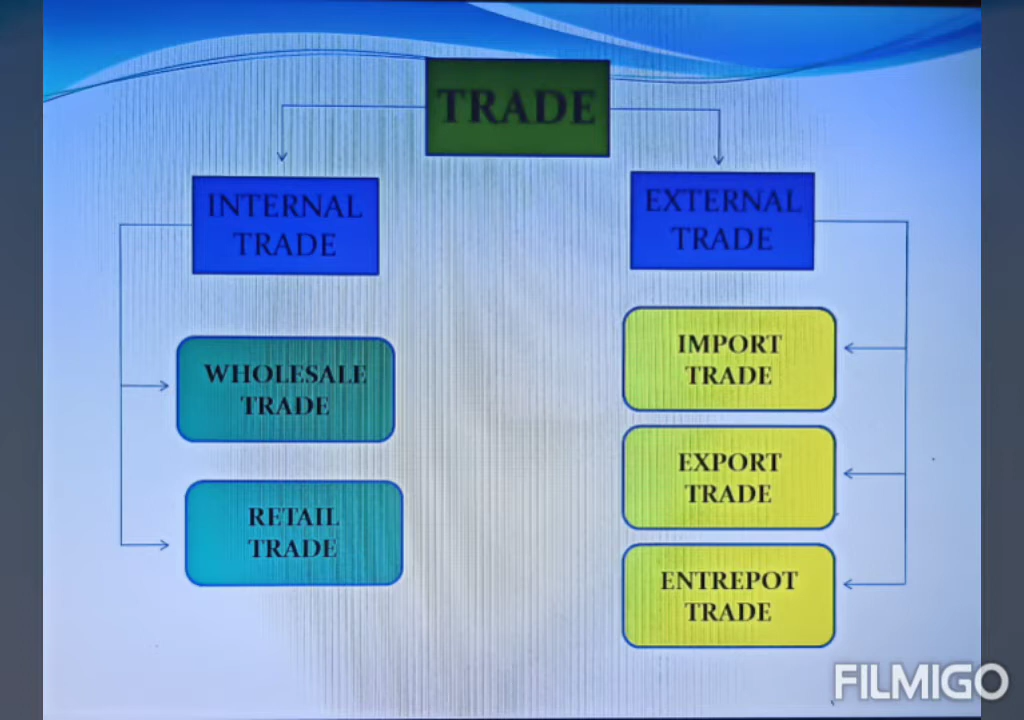 TRADE
INTERNAL
TRADE
EXTERNAL
TRADE
WHOLESALE
TRADE
RETAIL
TRADE
IMPORT
TRADE
EXPORT
TRADE
ENTREPOT
TRADE
FILMIGO